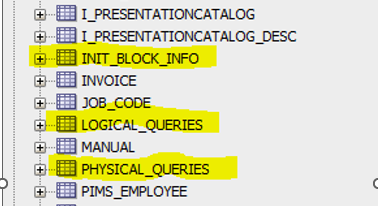 I_PRESENTATIONCATALOG
I_PRESENTATIONCATALOG_DESC
INIT_BLOCK_INFO
INVOICE
JOB_CODE
LOGICAL_QUERIES
MANUAL
PHYSICAL_QUERIES
PIMS_EMPLOYEE